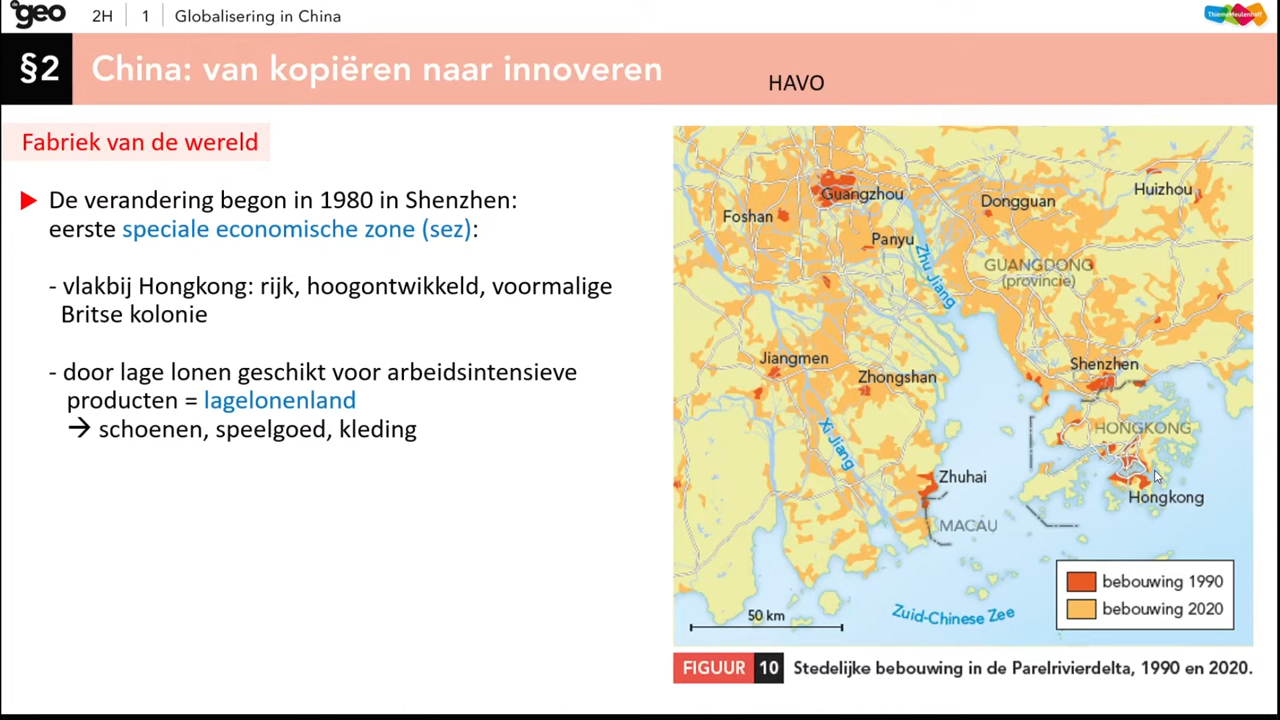 geo 2H 1 Globalisering in China
ThiemeMeulenhoff
§2 China: van kopiëren naar innoveren
HAVO
Fabriek van de wereld
De verandering begon in 1980 in Shenzhen:
eerste speciale economische zone (sez):
- vlakbij Hongkong: rijk, hoogontwikkeld, voormalige
Britse kolonie
- door lage lonen geschikt voor arbeidsintensieve
producten = lagelonenland
→ schoenen, speelgoed, kleding
Guangzhou
Huizhou
Dongguan
Foshan
Panyu
Zhu Jiang
GUANGDONG
(provincie)
Jiangmen
Shenzhen
Zhongshan
Xi Jiang
HONGKONG
Zhuhai
Hongkong
MACAU
bebouwing 1990
bebouwing 2020
50 km
Zuid-Chinese Zee
FIGUUR 10 Stedelijke bebouwing in de Parelrivierdelta, 1990 en 2020.